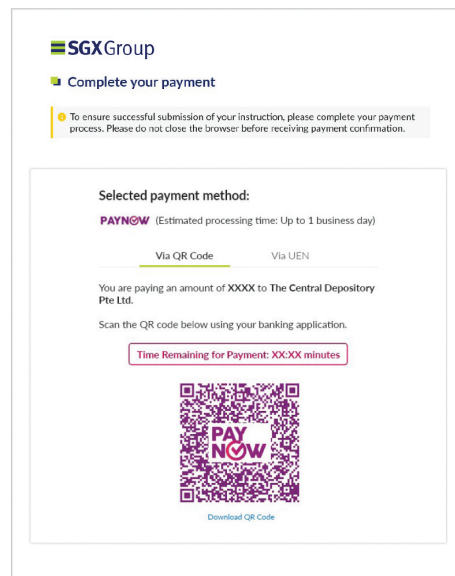 SGXGroup
Complete your payment
To ensure successful submission of your instruction, please complete your payment
process. Please do not close the browser before receiving payment confirmation.
Selected payment method:
PAYNOW (Estimated processing time: Up to 1 business day)
Via QR Code Via UEN
You are paying an amount of XXXX to The Central Depository
Pte Ltd.
Scan the QR code below using your banking application.
Time Remaining for Payment: XX:XX minutes
PAY
NOW
Download QR Code